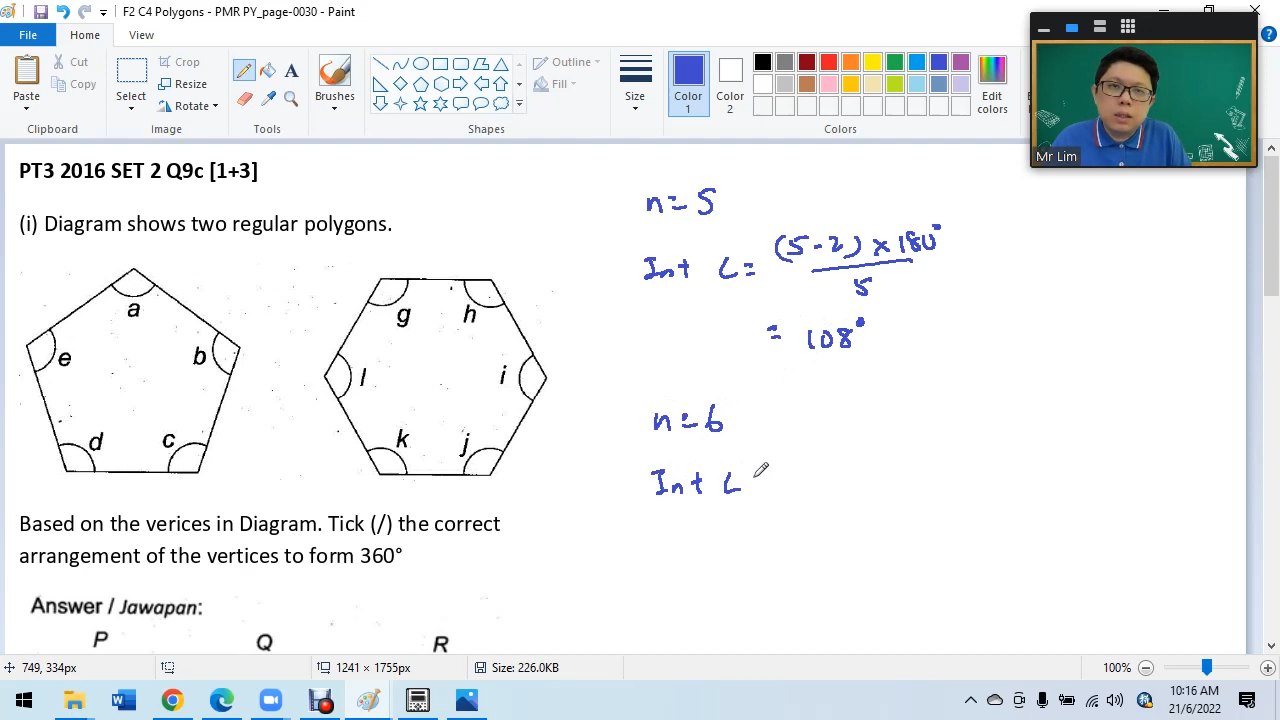 F2 C4 Polygons - PMR PY_page-0030 - Paint
File Home View
Cut
Copy
Paste
Clipboard
Crop
Resize
Rotate
Select
Image
A
Tools
Brushes
Outline
Fill
Shapes
Size
Color 1
Color 2
Colors
Edit colors
Mr Lim
PT3 2016 SET 2 Q9c [1+3]
(i) Diagram shows two regular polygons.
a
e b
d c
g h
l i
k j
Based on the verices in Diagram. Tick (/) the correct
arrangement of the vertices to form 360°
Answer / Jawapan:
P Q R
n = 5
Int ∠ = (5 - 2) × 180°
5
= 108°
n = 6
Int ∠
749, 334px
1241 × 1755px
Size: 226.0KB
100%
10:16 AM
21/6/2022